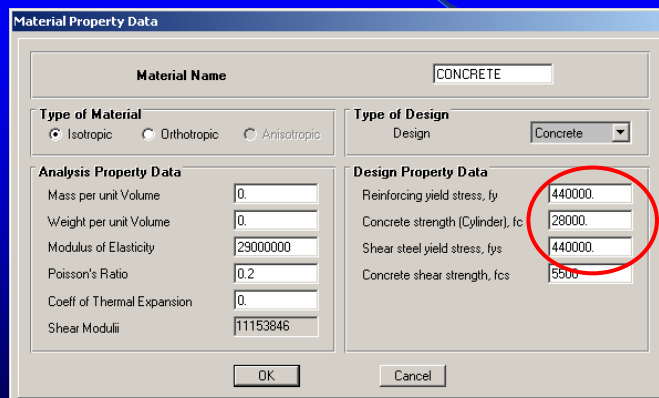 Material Property Data
Material Name CONCRETE
Type of Material
Isotropic Orthotropic Anisotropic
Type of Design
Design Concrete
Analysis Property Data
Mass per unit Volume 0.
Weight per unit Volume 0.
Modulus of Elasticity 29000000
Poisson's Ratio 0.2
Coeff of Thermal Expansion 0.
Shear Modulii 11153846
Design Property Data
Reinforcing yield stress, fy 440000.
Concrete strength (Cylinder), fc 28000.
Shear steel yield stress, fys 440000.
Concrete shear strength, fcs 5500
OK Cancel